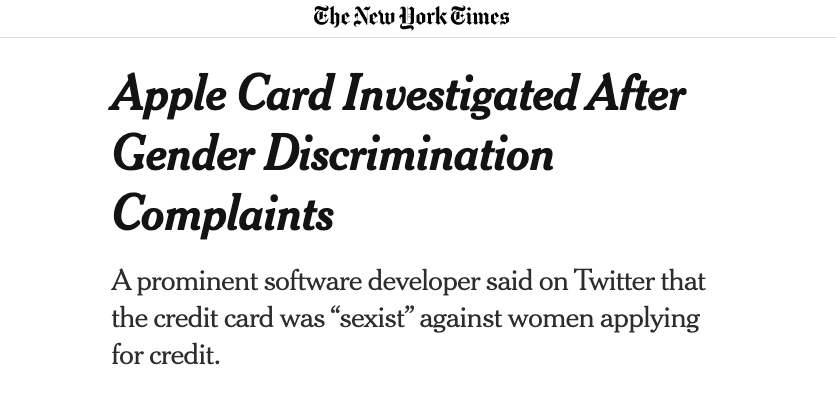 The New York Times
Apple Card Investigated After
Gender Discrimination
Complaints
A prominent software developer said on Twitter that
the credit card was “sexist” against women applying
for credit.